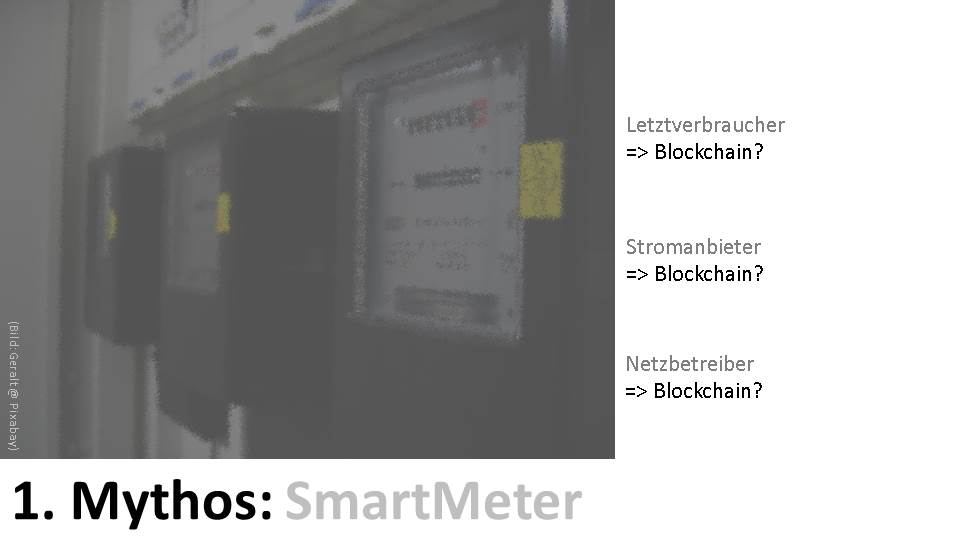 Letztverbraucher
=> Blockchain?
Stromanbieter
=> Blockchain?
Netzbetreiber
=> Blockchain?
(Bild: Geralt @ Pixabay)
1. Mythos: SmartMeter